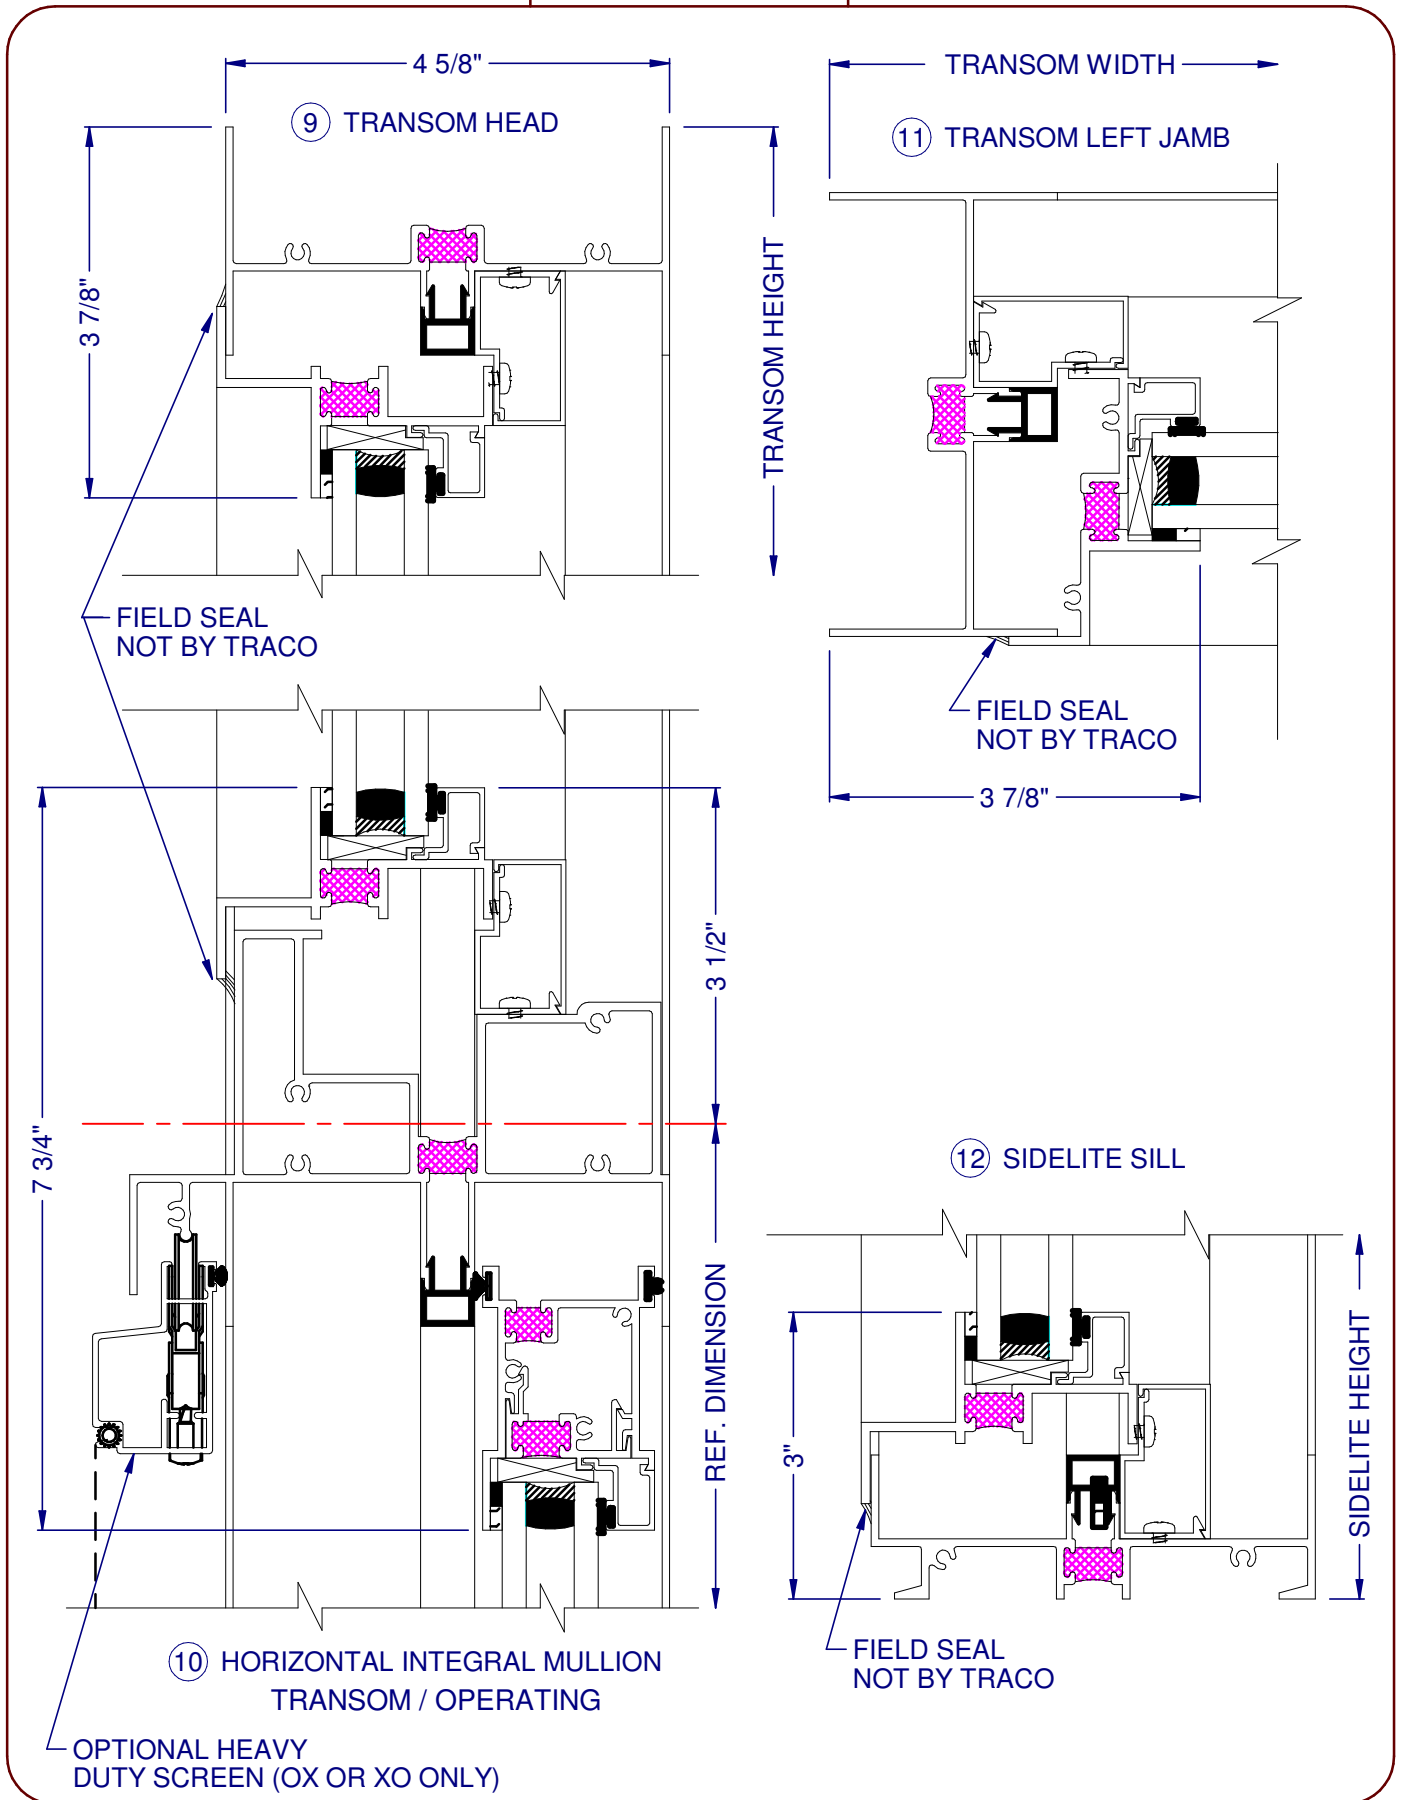 4 5/8"
9 TRANSOM HEAD
3 7/8"
TRANSOM HEIGHT
FIELD SEAL
NOT BY TRACO
TRANSOM WIDTH
11 TRANSOM LEFT JAMB
FIELD SEAL
NOT BY TRACO
3 7/8"
7 3/4"
3 1/2"
REF. DIMENSION
10 HORIZONTAL INTEGRAL MULLION
TRANSOM / OPERATING
OPTIONAL HEAVY
DUTY SCREEN (OX OR XO ONLY)
12 SIDELITE SILL
3"
SIDELITE HEIGHT
FIELD SEAL
NOT BY TRACO